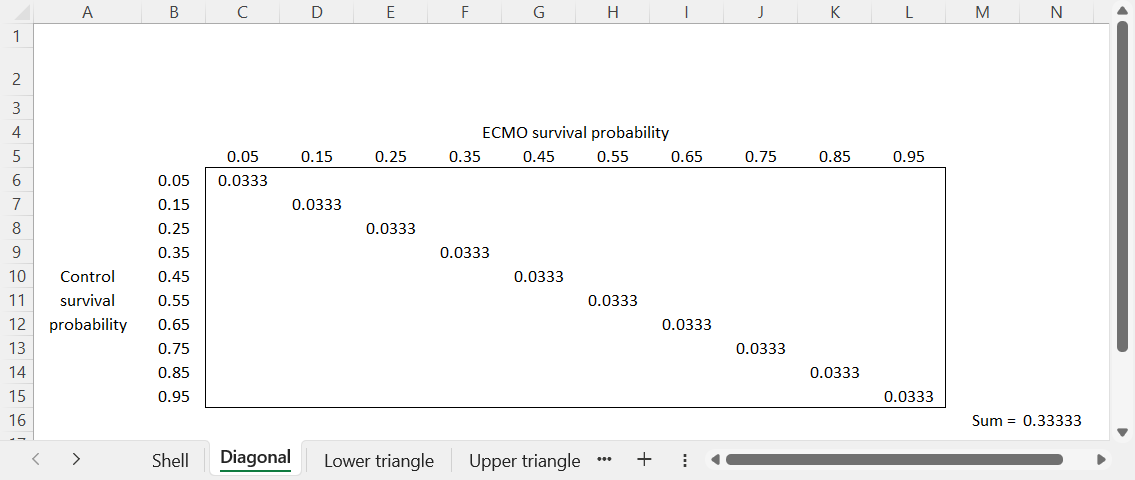 A B C D E F G H I J K L M N
1
2
3
4 ECMO survival probability
5 0.05 0.15 0.25 0.35 0.45 0.55 0.65 0.75 0.85 0.95
6 0.05 0.0333
7 0.15 0.0333
8 0.25 0.0333
9 0.35 0.0333
10 Control 0.45 0.0333
11 survival 0.55 0.0333
12 probability 0.65 0.0333
13 0.75 0.0333
14 0.85 0.0333
15 0.95 0.0333
16 Sum = 0.33333
Shell Diagonal Lower triangle Upper triangle